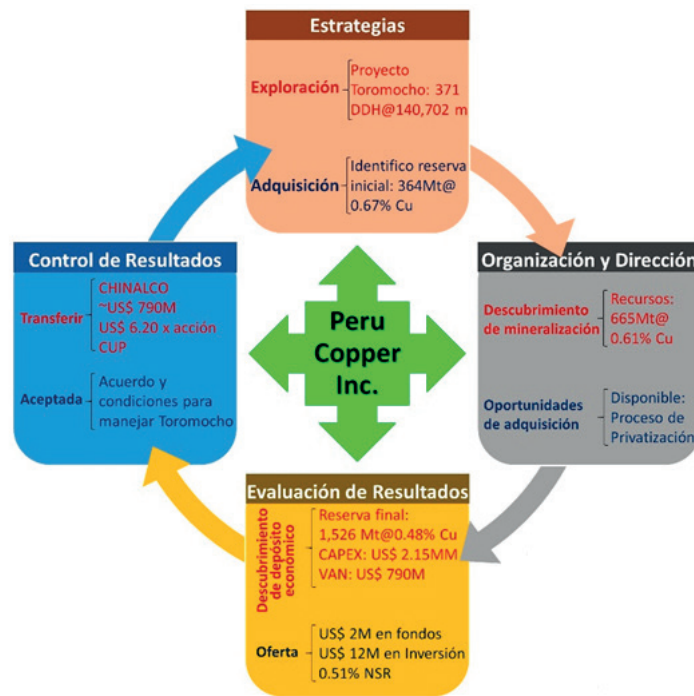 Estrategias
Exploración
Proyecto
Toromocho: 371
DDH@140,702 m
Adquisición
Identifico reserva
inicial: 364Mt@
0.67% Cu
Organización y Dirección
Descubrimiento
de mineralización
Recursos:
665Mt@
0.61% Cu
Oportunidades
de adquisición
Disponible:
Proceso de
Privatización
Evaluación de Resultados
Descubrimiento
de depósito
económico
Reserva final:
1,526 Mt@0.48% Cu
CAPEX: US$ 2.15MM
VAN: US$ 790M
Oferta
US$ 2M en fondos
US$ 12M en Inversión
0.51% NSR
Control de Resultados
Transferir
CHINALCO
~US$ 790M
US$ 6.20 x acción
CUP
Aceptada
Acuerdo y
condiciones para
manejar Toromocho
Peru
Copper
Inc.